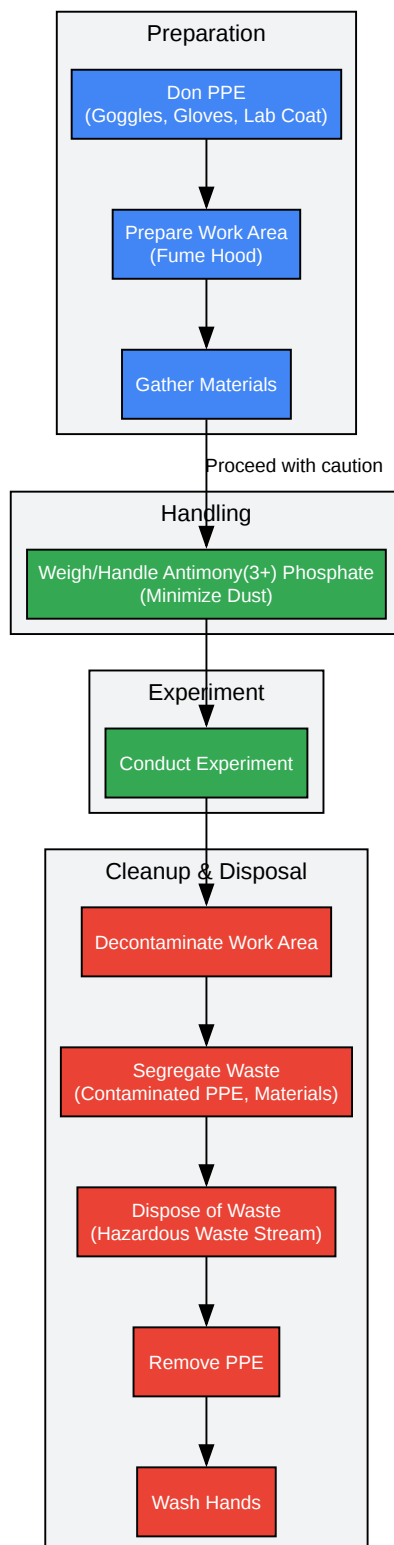 Preparation
Don PPE
(Goggles, Gloves, Lab Coat)
Prepare Work Area
(Fume Hood)
Gather Materials
Proceed with caution
Handling
Weigh/Handle Antimony(3+) Phosphate
(Minimize Dust)
Experiment
Conduct Experiment
Cleanup & Disposal
Decontaminate Work Area
Segregate Waste
(Contaminated PPE, Materials)
Dispose of Waste
(Hazardous Waste Stream)
Remove PPE
Wash Hands